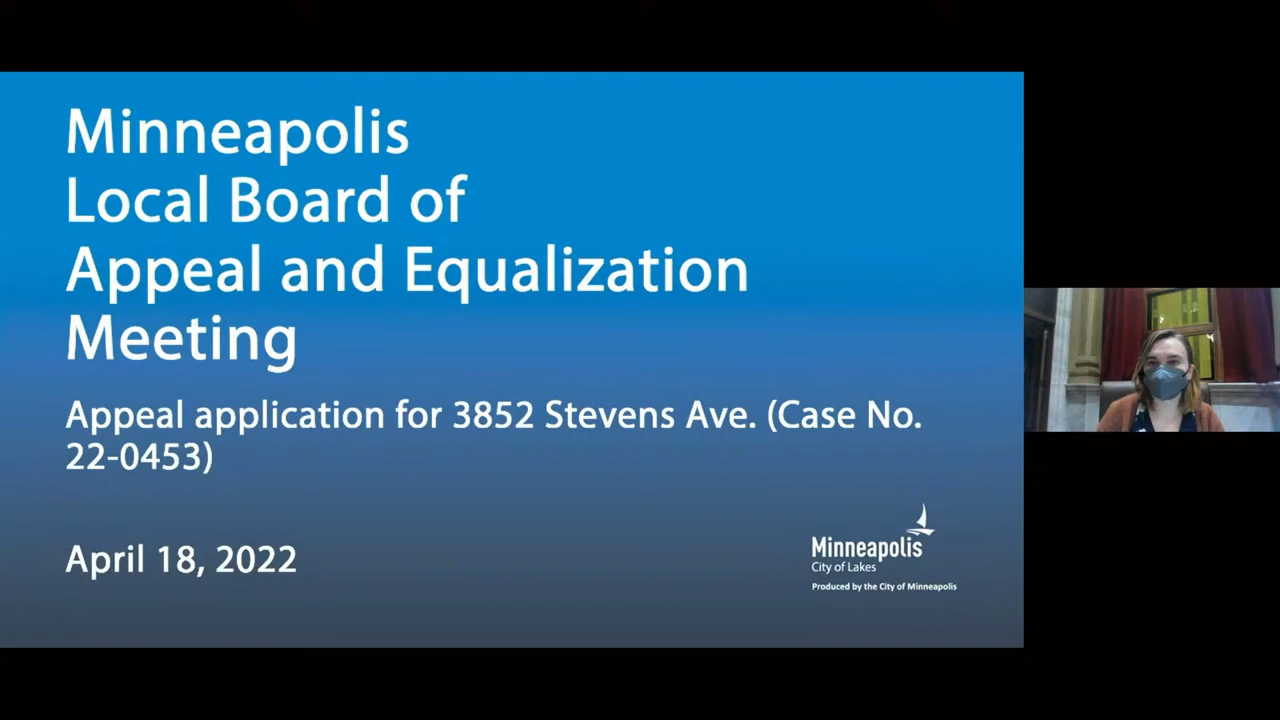 Minneapolis
Local Board of
Appeal and Equalization
Meeting
Appeal application for 3852 Stevens Ave. (Case No.
22-0453)
April 18, 2022
Minneapolis
City of Lakes
Produced by the City of Minneapolis